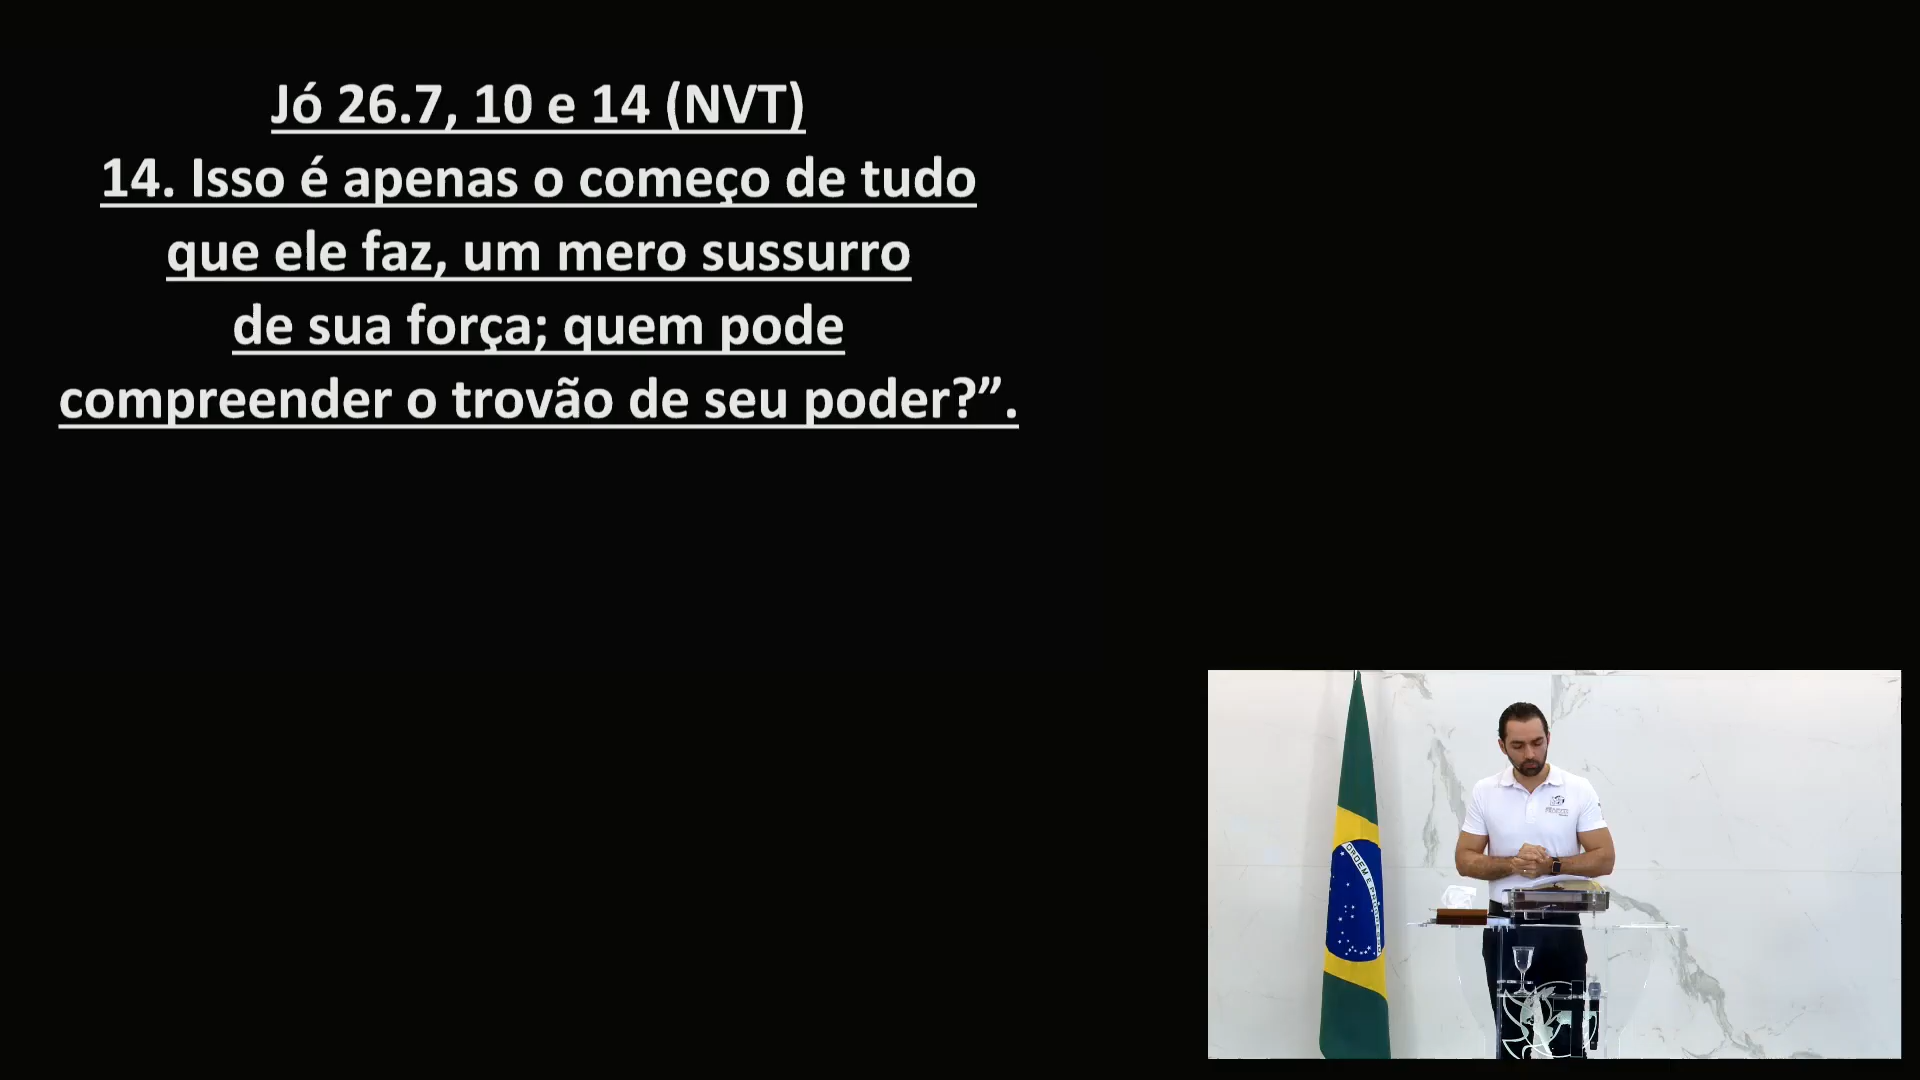 Jó 26.7, 10 e 14 (NVT)
14. Isso é apenas o começo de tudo
que ele faz, um mero sussurro
de sua força; quem pode
compreender o trovão de seu poder?”.